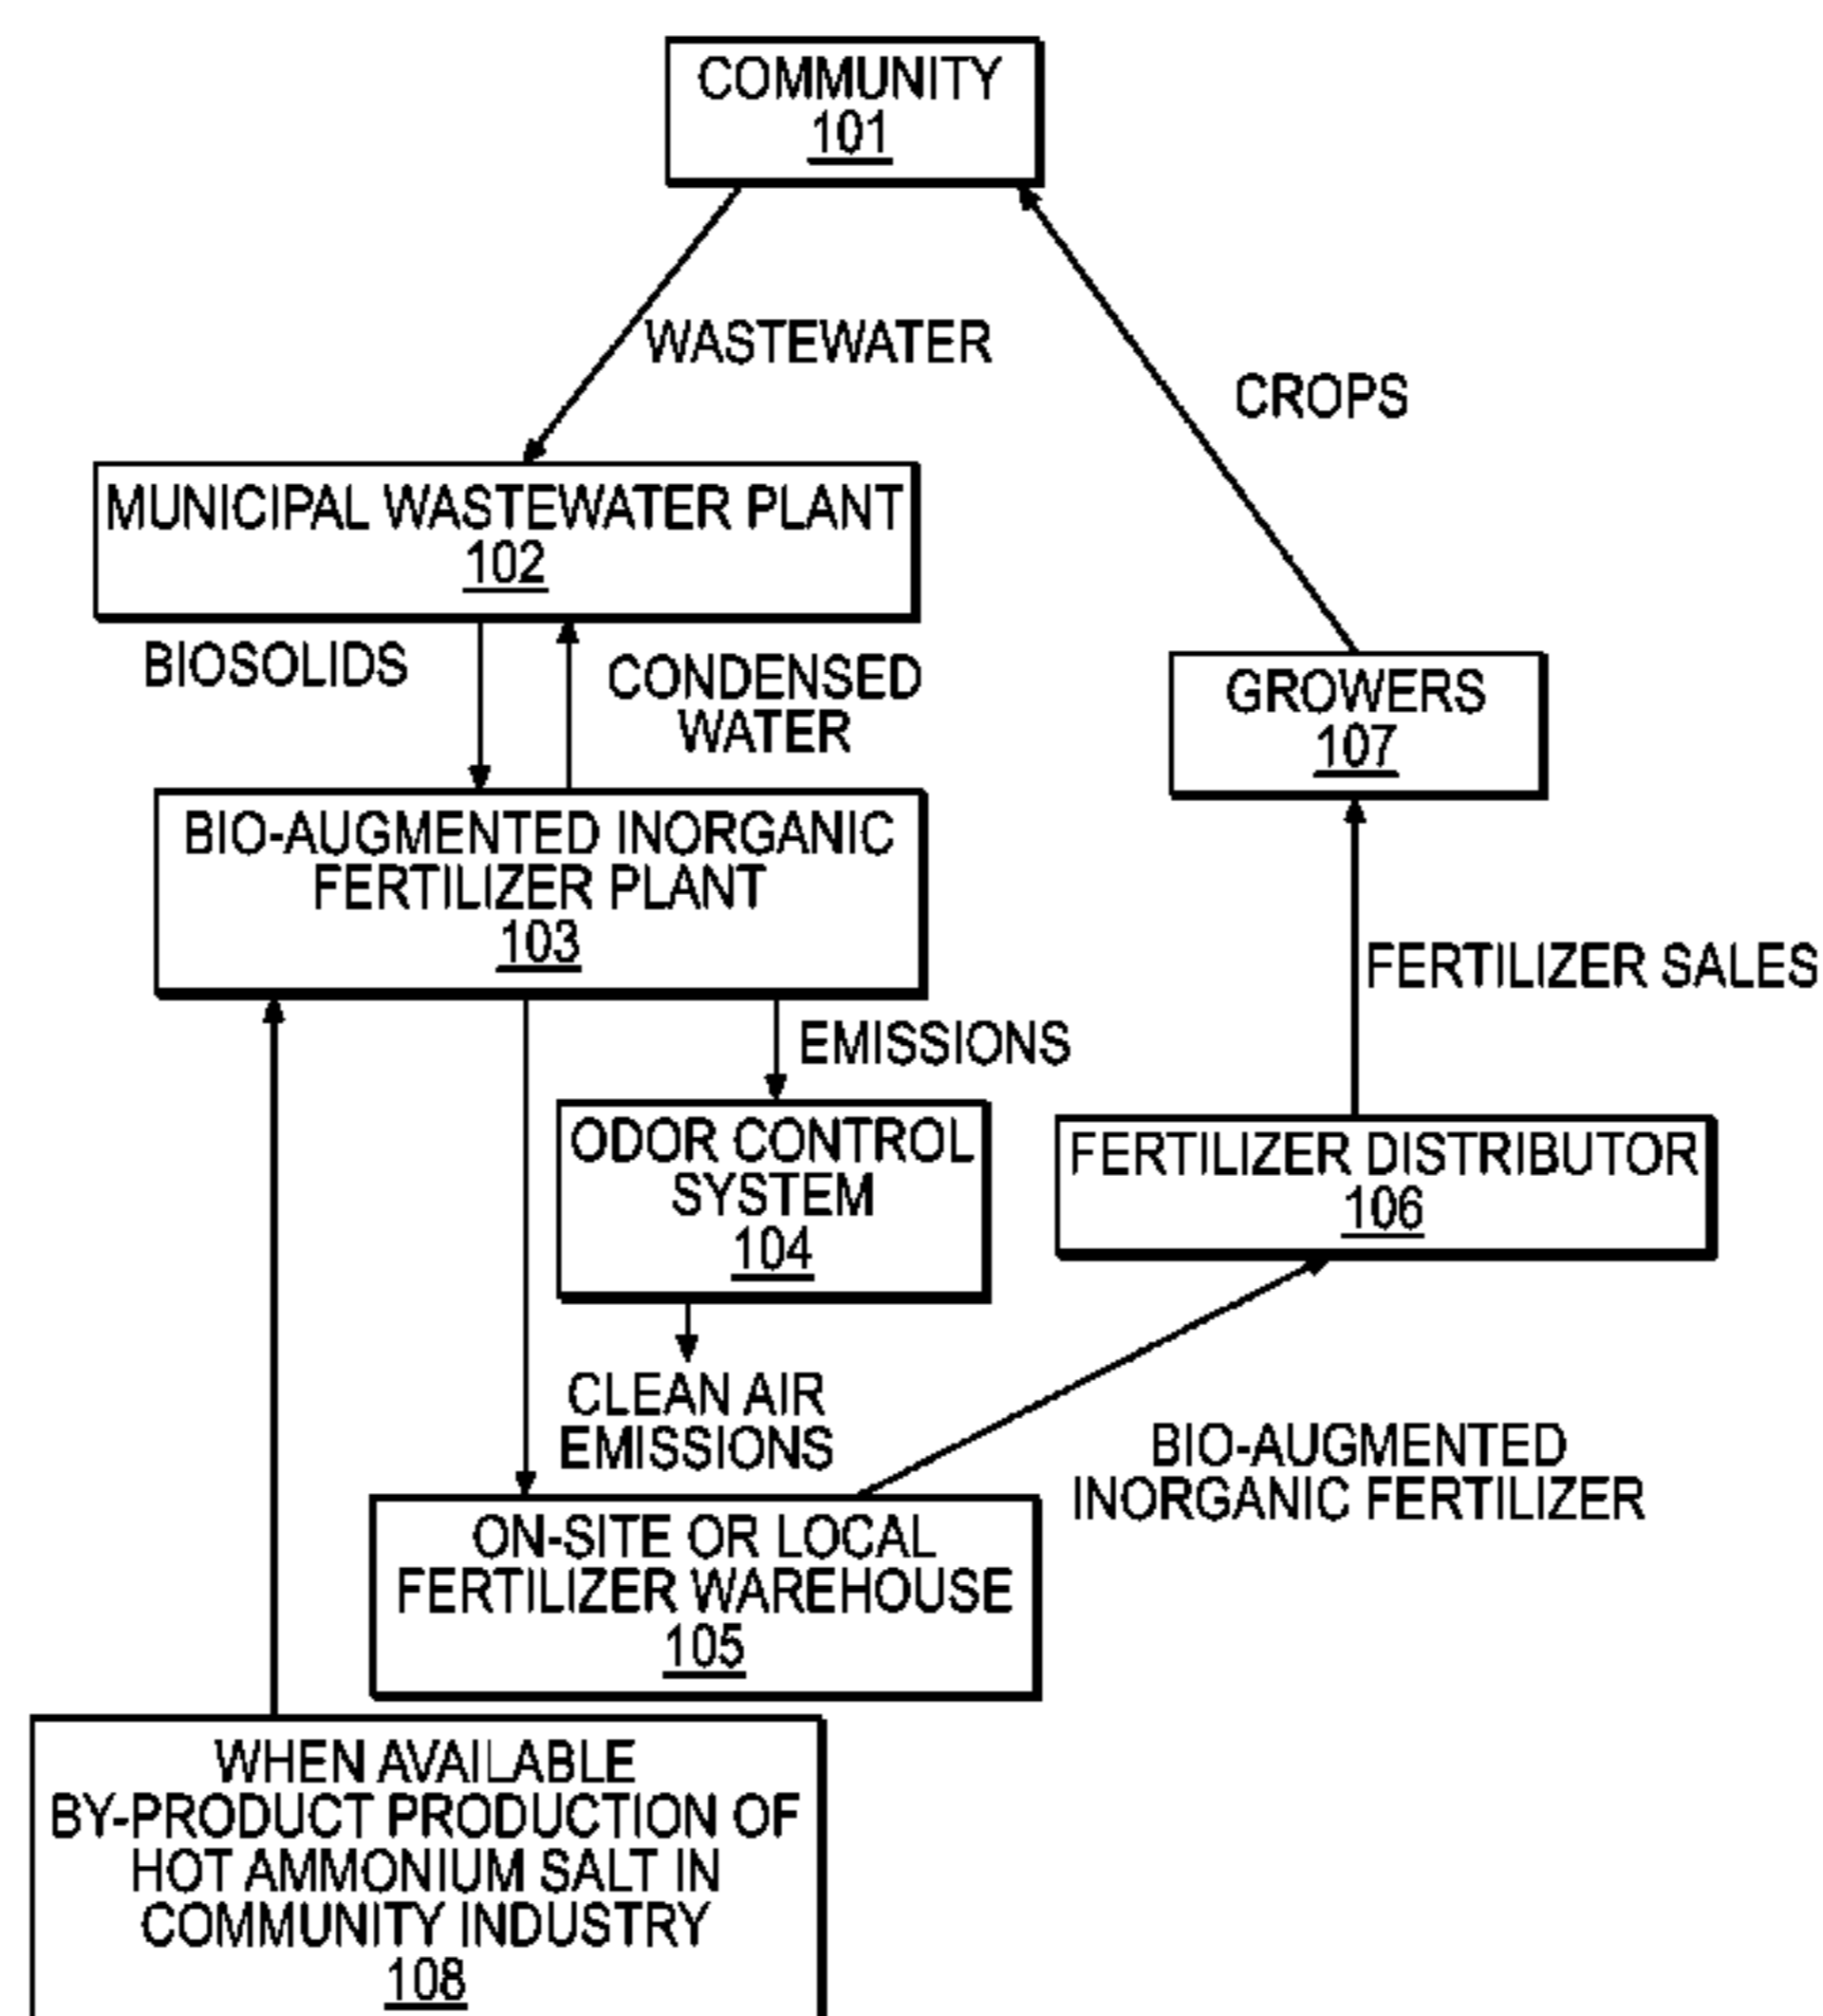 COMMUNITY
101
WASTEWATER
CROPS
MUNICIPAL WASTEWATER PLANT
102
BIOSOLIDS
CONDENSED
WATER
GROWERS
107
BIO-AUGMENTED INORGANIC
FERTILIZER PLANT
103
FERTILIZER SALES
EMISSIONS
ODOR CONTROL
SYSTEM
104
FERTILIZER DISTRIBUTOR
106
CLEAN AIR
EMISSIONS
BIO-AUGMENTED
INORGANIC FERTILIZER
ON-SITE OR LOCAL
FERTILIZER WAREHOUSE
105
WHEN AVAILABLE
BY-PRODUCT PRODUCTION OF
HOT AMMONIUM SALT IN
COMMUNITY INDUSTRY
108